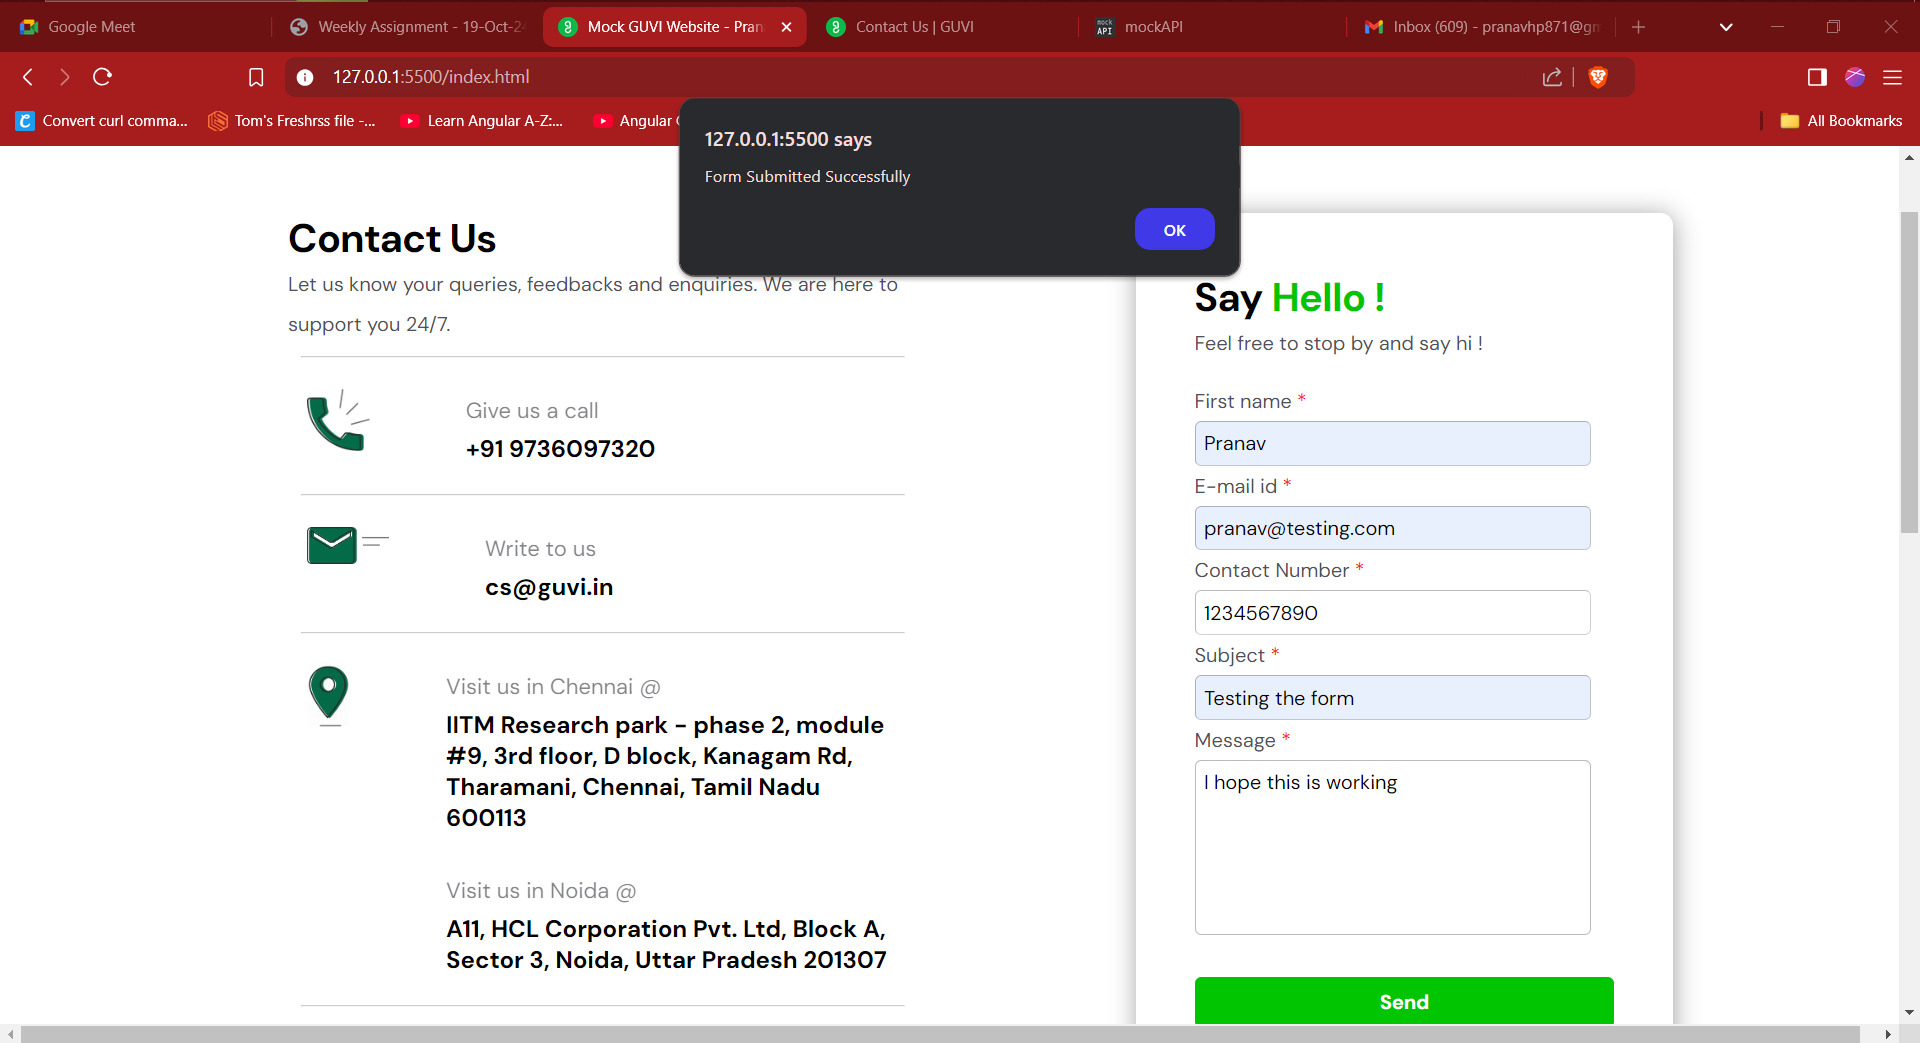 Google Meet
Weekly Assignment - 19-Oct-24
Mock GUVI Website - Pran
Contact Us | GUVI
mock API
mockAPI
Inbox (609) - pranavhp871@gm
127.0.0.1:5500/index.html
Convert curl comma...
Tom's Freshrss file -...
Learn Angular A-Z:...
Angular
All Bookmarks
127.0.0.1:5500 says
Form Submitted Successfully
OK
Contact Us
Let us know your queries, feedbacks and enquiries. We are here to
support you 24/7.
Give us a call
+91 9736097320
Write to us
cs@guvi.in
Visit us in Chennai @
IITM Research park - phase 2, module
#9, 3rd floor, D block, Kanagam Rd,
Tharamani, Chennai, Tamil Nadu
600113
Visit us in Noida @
A11, HCL Corporation Pvt. Ltd, Block A,
Sector 3, Noida, Uttar Pradesh 201307
Say Hello !
Feel free to stop by and say hi !
First name *
Pranav
E-mail id *
pranav@testing.com
Contact Number *
1234567890
Subject *
Testing the form
Message *
I hope this is working
Send